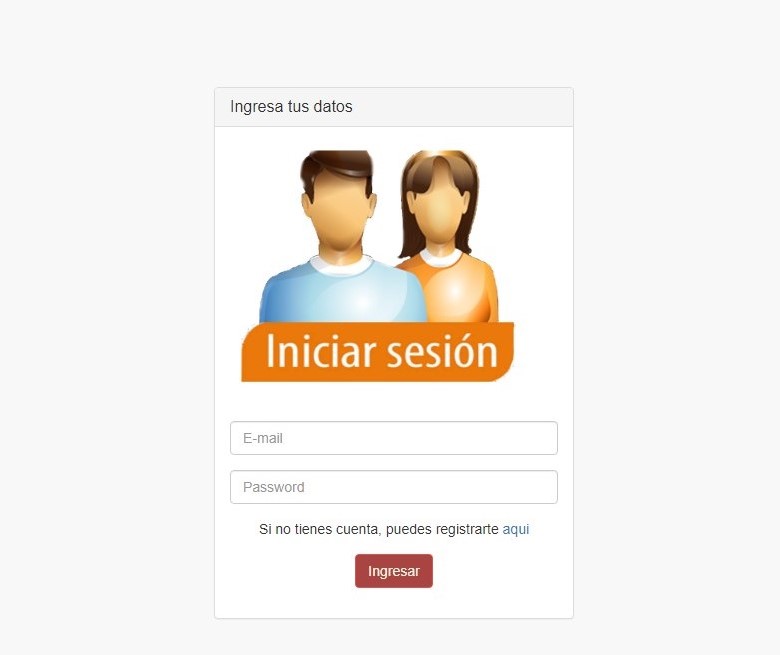 Ingresa tus datos
Iniciar sesión
E-mail
Password
Si no tienes cuenta, puedes registrarte aqui
Ingresar